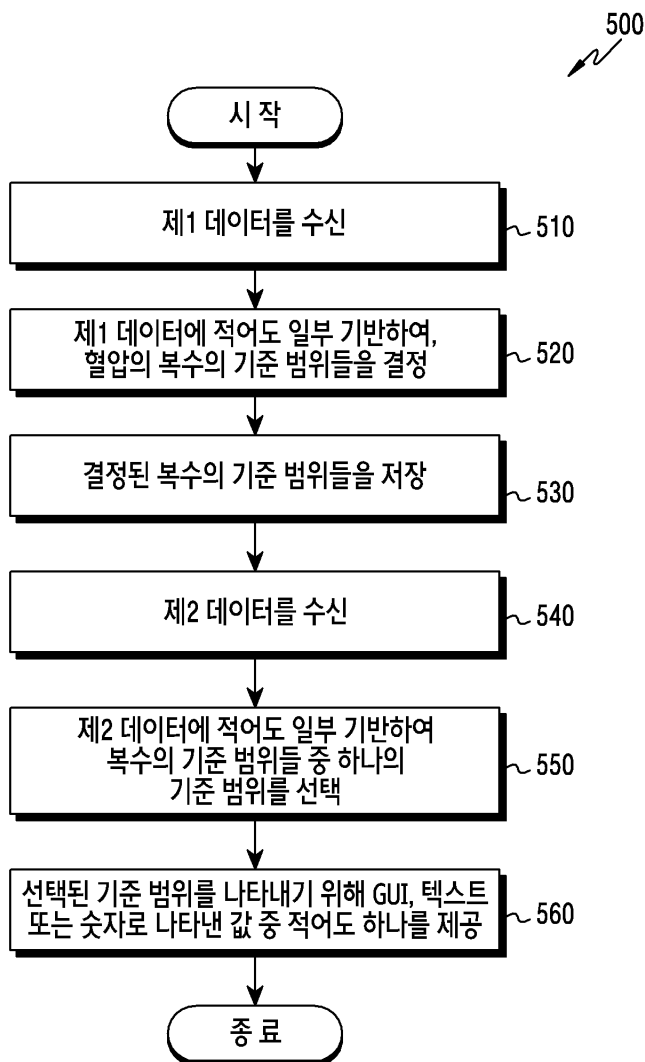 500
시 작
제1 데이터를 수신
510
제1 데이터에 적어도 일부 기반하여,
혈압의 복수의 기준 범위들을 결정
520
결정된 복수의 기준 범위들을 저장
530
제2 데이터를 수신
540
제2 데이터에 적어도 일부 기반하여
복수의 기준 범위들 중 하나의
기준 범위를 선택
550
선택된 기준 범위를 나타내기 위해 GUI, 텍스트
또는 숫자로 나타낸 값 중 적어도 하나를 제공
560
종 료